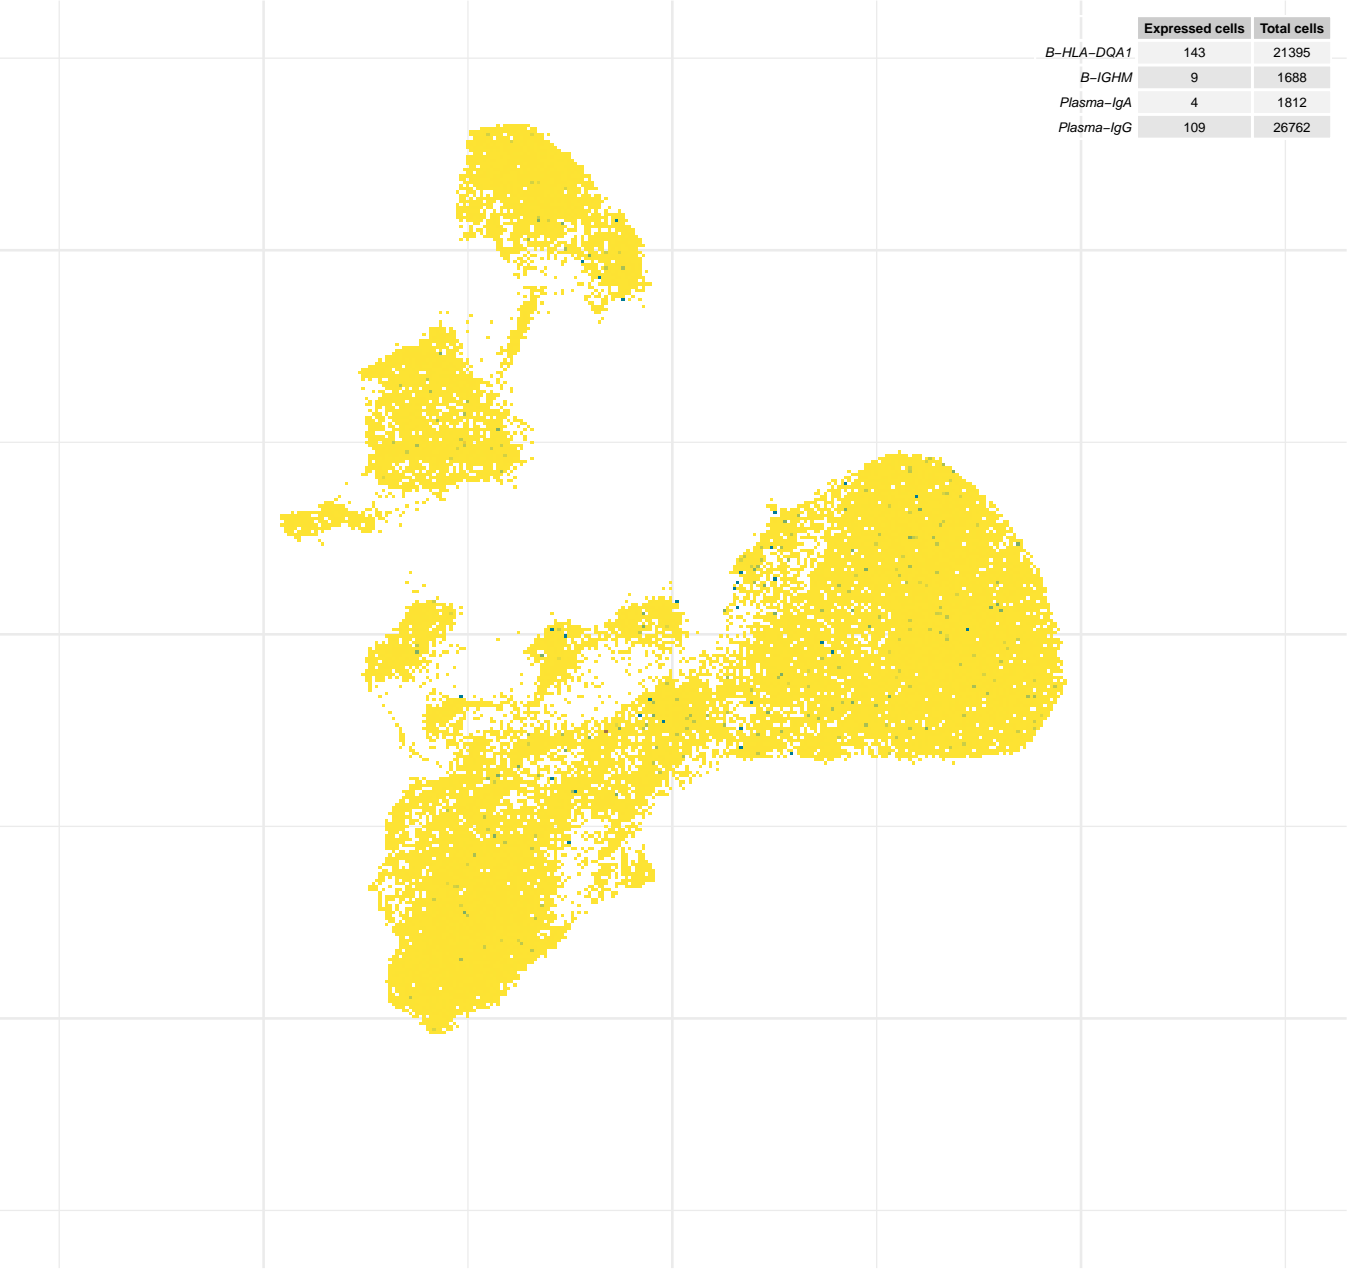 Expressed cells Total cells
B−HLA−DQA1 143 21395
B−IGHM 9 1688
Plasma−IgA 4 1812
Plasma−IgG 109 26762